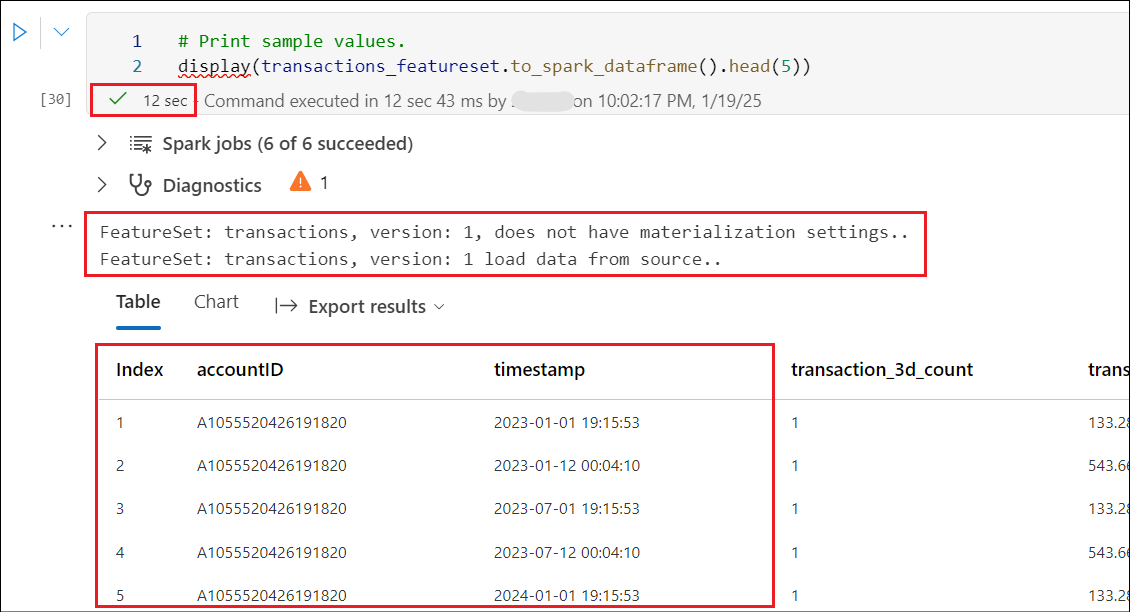 1 # Print sample values.
2 display(transactions_featureset.to_spark_dataframe().head(5))
[30] 12 sec - Command executed in 12 sec 43 ms by on 10:02:17 PM, 1/19/25
Spark jobs (6 of 6 succeeded)
Diagnostics 1
FeatureSet: transactions, version: 1, does not have materialization settings..
FeatureSet: transactions, version: 1 load data from source..
Table Chart Export results
Index accountID timestamp transaction_3d_count trans
1 A1055520426191820 2023-01-01 19:15:53 1 133.28
2 A1055520426191820 2023-01-12 00:04:10 1 543.66
3 A1055520426191820 2023-07-01 19:15:53 1 133.28
4 A1055520426191820 2023-07-12 00:04:10 1 543.66
5 A1055520426191820 2024-01-01 19:15:53 1 133.28